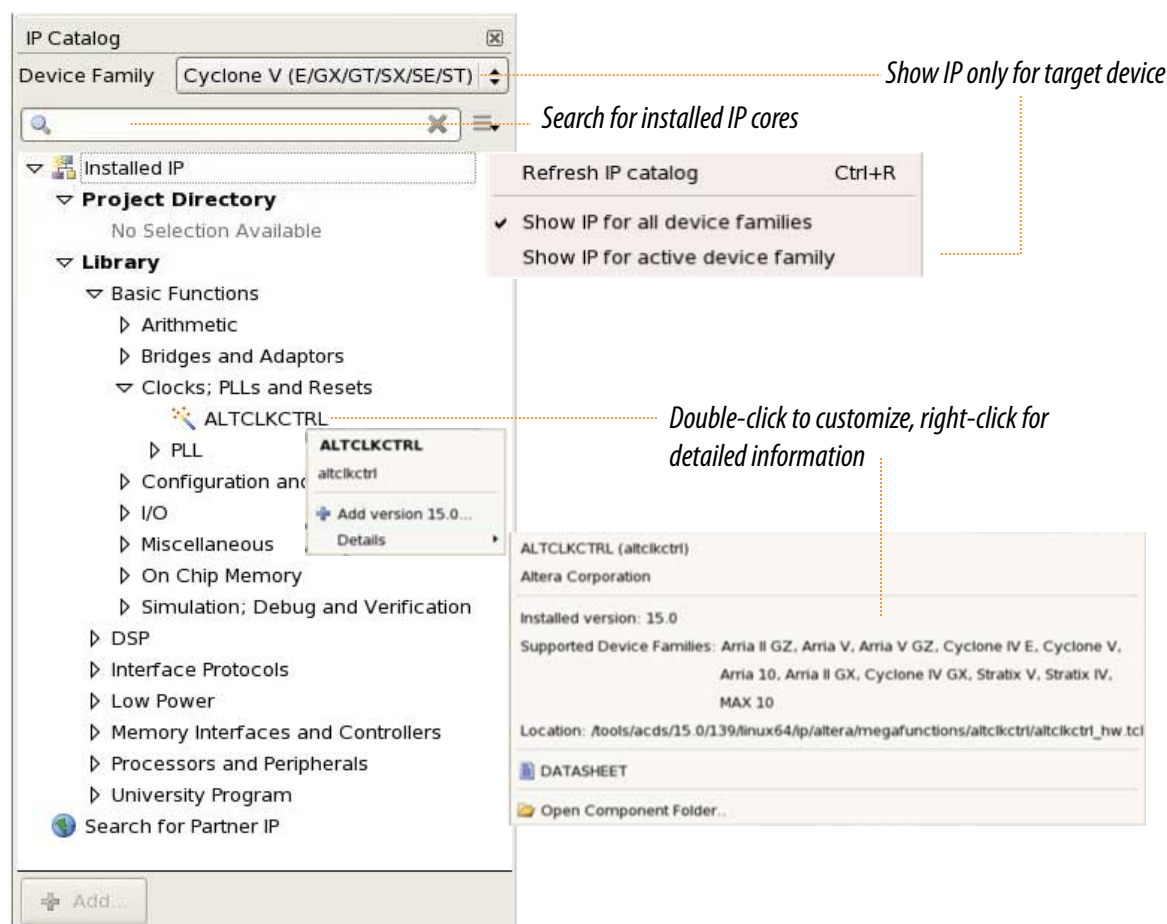 IP Catalog
Device Family Cyclone V (E/GX/GT/SX/SE/ST)
Show IP only for target device
Search for installed IP cores
Installed IP
Project Directory
No Selection Available
Library
Basic Functions
Arithmetic
Bridges and Adaptors
Clocks; PLLs and Resets
ALTCLKCTRL
PLL
Configuration and
I/O
Miscellaneous
On Chip Memory
Simulation; Debug and Verification
DSP
Interface Protocols
Low Power
Memory Interfaces and Controllers
Processors and Peripherals
University Program
Search for Partner IP
Add...
Refresh IP catalog Ctrl+R
✓ Show IP for all device families
Show IP for active device family
Double-click to customize, right-click for
detailed information
ALTCLKCTRL
altclkctrl
Add version 15.0...
Details
ALTCLKCTRL (altclkctrl)
Altera Corporation
Installed version: 15.0
Supported Device Families: Arria II GZ, Arria V, Arria V GZ, Cyclone IV E, Cyclone V,
Arria 10, Arria II GX, Cyclone IV GX, Stratix V, Stratix IV,
MAX 10
Location: /tools/acds/15.0/139/linux64/ip/altera/megafunctions/altclkctrl/altclkctrl_hw.tcl
DATASHEET
Open Component Folder..